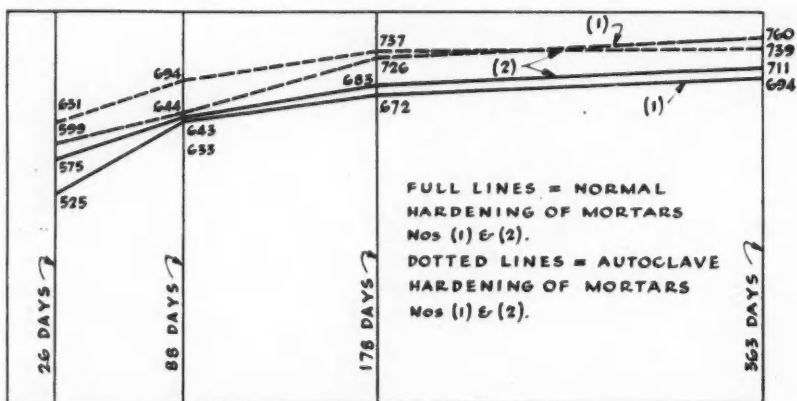 (1)
737
760
694
739
726
(2)
711
683
631
644
694
(1)
599
643
672
633
575
525
FULL LINES = NORMAL
HARDENING OF MORTARS
Nos (1) & (2).
DOTTED LINES = AUTOCLAVE
HARDENING OF MORTARS
Nos (1) & (2).
26 DAYS
88 DAYS
178 DAYS
363 DAYS